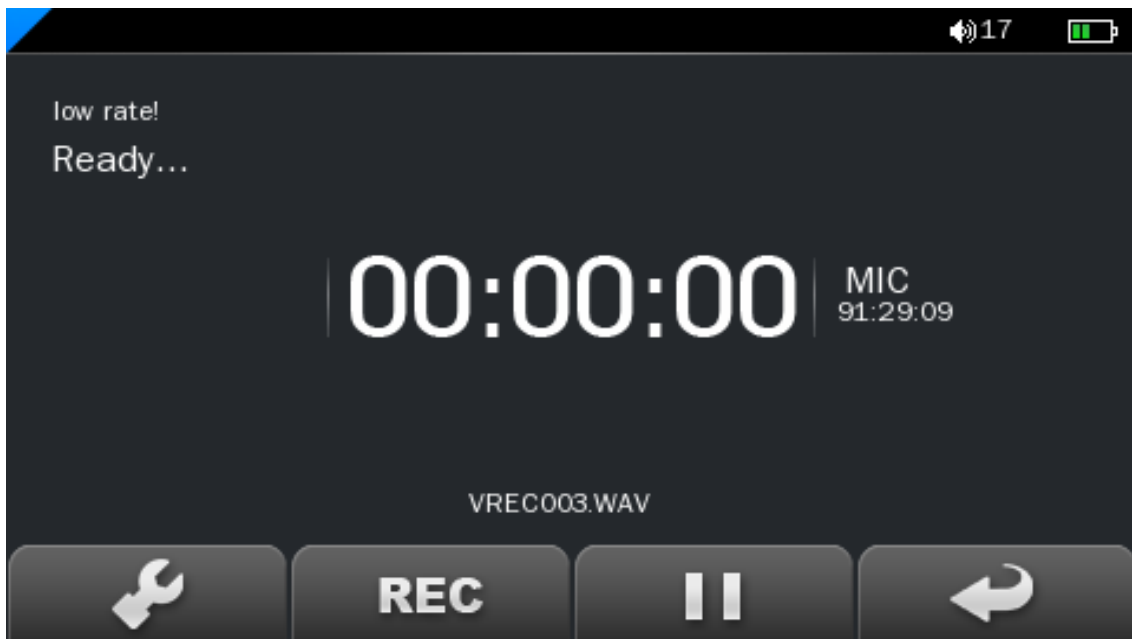 17
low rate!
Ready...
00:00:00
MIC
91:29:09
VREC003.WAV
REC